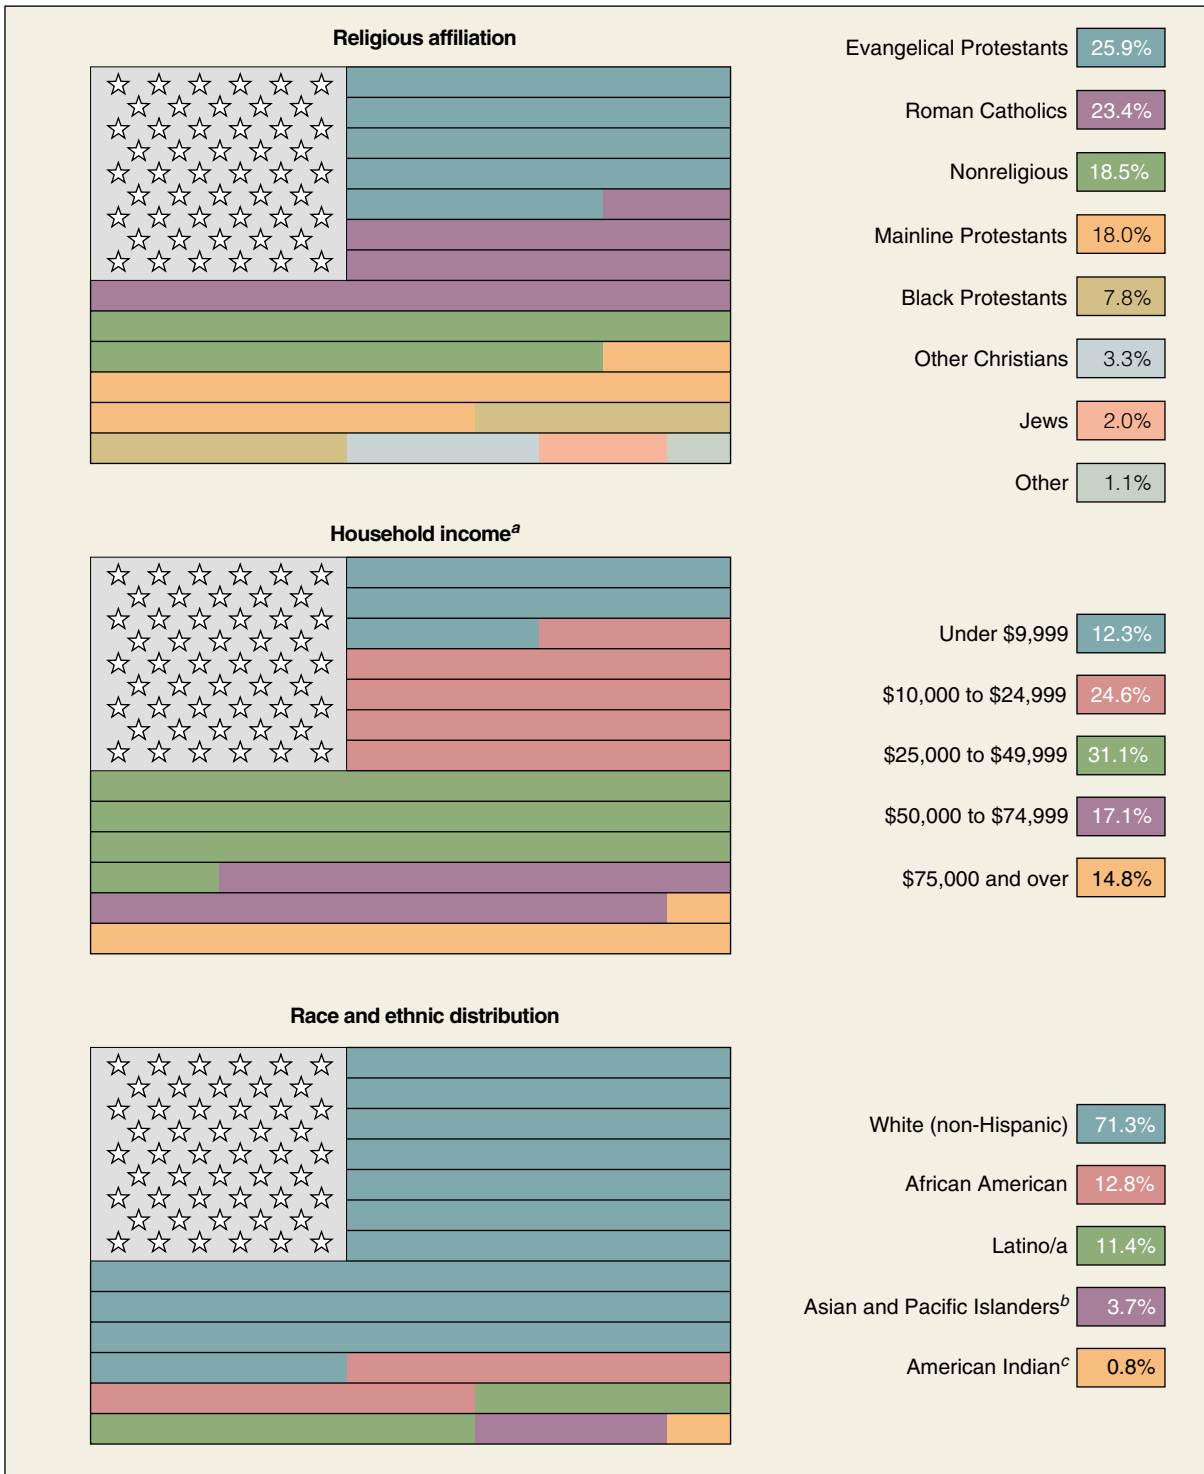 Religious affiliation
Evangelical Protestants 25.9%
Roman Catholics 23.4%
Nonreligious 18.5%
Mainline Protestants 18.0%
Black Protestants 7.8%
Other Christians 3.3%
Jews 2.0%
Other 1.1%
Household incomeᵃ
Under $9,999 12.3%
$10,000 to $24,999 24.6%
$25,000 to $49,999 31.1%
$50,000 to $74,999 17.1%
$75,000 and over 14.8%
Race and ethnic distribution
White (non-Hispanic) 71.3%
African American 12.8%
Latino/a 11.4%
Asian and Pacific Islandersᵇ 3.7%
American Indianᶜ 0.8%